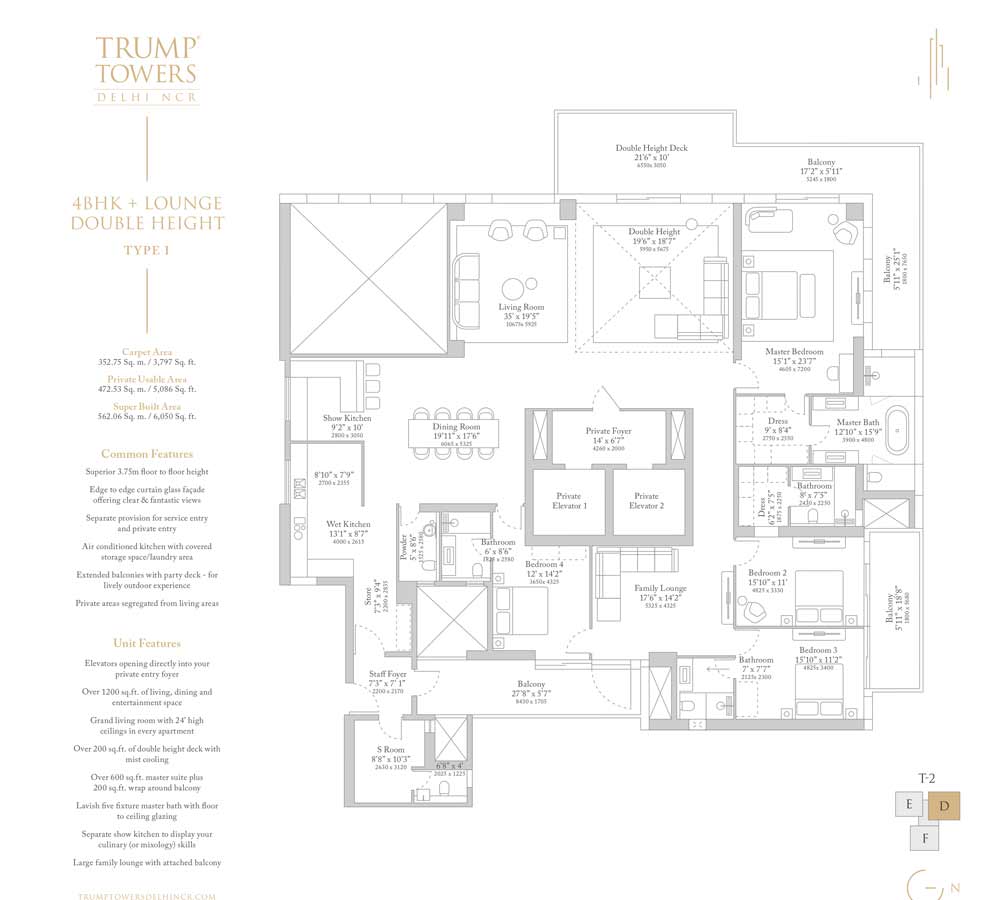 TRUMP®
TOWERS
DELHI NCR
4BHK + LOUNGE
DOUBLE HEIGHT
TYPE I
Carpet Area
352.75 Sq. m. / 3,797 Sq. ft.
Private Usable Area
472.53 Sq. m. / 5,086 Sq. ft.
Super Built Area
562.06 Sq. m. / 6,050 Sq. ft.
Common Features
Superior 3.75m floor to floor height
Edge to edge curtain glass façade
offering clear & fantastic views
Separate provision for service entry
and private entry
Air conditioned kitchen with covered
storage space/laundry area
Extended balconies with party deck - for
lively outdoor experience
Private areas segregated from living areas
Unit Features
Elevators opening directly into your
private entry foyer
Over 1200 sq.ft. of living, dining and
entertainment space
Grand living room with 24' high
ceilings in every apartment
Over 200 sq.ft. of double height deck with
mist cooling
Over 600 sq.ft. master suite plus
200 sq.ft. wrap around balcony
Lavish five fixture master bath with floor
to ceiling glazing
Separate show kitchen to display your
culinary (or mixology) skills
Large family lounge with attached balcony
TRUMPTOWERSDELHINCR.COM
Double Height Deck
21'6" x 10'
6550x 3050
Balcony
17'2" x 5'11"
5245 x 1800
Double Height
19'6" x 18'7"
5950 x 5675
Balcony
5'11" x 25'1"
1800 x 7650
Living Room
35' x 19'5"
10675x 5925
Master Bedroom
15'1" x 23'7"
4605 x 7200
Show Kitchen
9'2" x 10'
2800 x 3050
Dining Room
19'11" x 17'6"
6065 x 5325
Private Foyer
14' x 6'7"
4260 x 2000
Dress
9' x 8'4"
2750 x 2550
Master Bath
12'10" x 15'9"
3900 x 4800
8'10" x 7'9"
2700 x 2355
Private
Elevator 1
Private
Elevator 2
Dress
6'2" x 7'5"
1875 x 2250
Bathroom
8' x 7'5"
2430 x 2250
Wet Kitchen
13'1" x 8'7"
4000 x 2615
Powder
5' x 8'6"
Bathroom
6' x 8'6"
1828 x 2580
Bedroom 4
12' x 14'2"
3650x 4325
Family Lounge
17'6" x 14'2"
5325 x 4325
Bedroom 2
15'10" x 11'
4825 x 3350
Store
7'3" x 9'4"
2200 x 2835
Balcony
5'11" x 18'8"
1800 x 5680
Bedroom 3
15'10" x 11'2"
4825x 3400
Bathroom
7' x 7'7"
2125x 2300
Staff Foyer
7'3" x 7' 1"
2200 x 2170
Balcony
27'8" x 5'7"
8430 x 1705
S Room
8'8" x 10'3"
2630 x 3120
6'8" x 4'
2025 x 1225
T-2
E
D
F
N